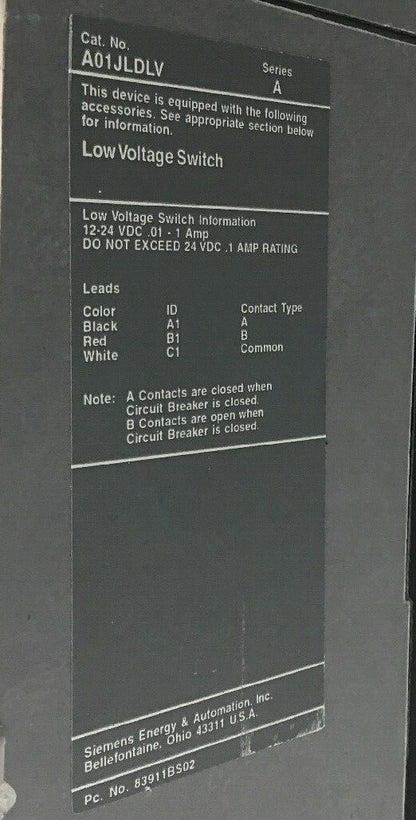 Cat. No.
Series
A01JLDLV
A
This device is equipped with the following
accessories. See appropriate section below
for information.
Low Voltage Switch
Low Voltage Switch Information
12-24 VDC .01 - 1 Amp
DO NOT EXCEED 24 VDC .1 AMP RATING
Leads
Color ID Contact Type
Black A1 A
Red B1 B
White C1 Common
Note: A Contacts are closed when
Circuit Breaker is closed.
B Contacts are open when
Circuit Breaker is closed.
Siemens Energy & Automation, Inc.
Bellefontaine, Ohio 43311 U.S.A.
Pc. No. 83911BS02